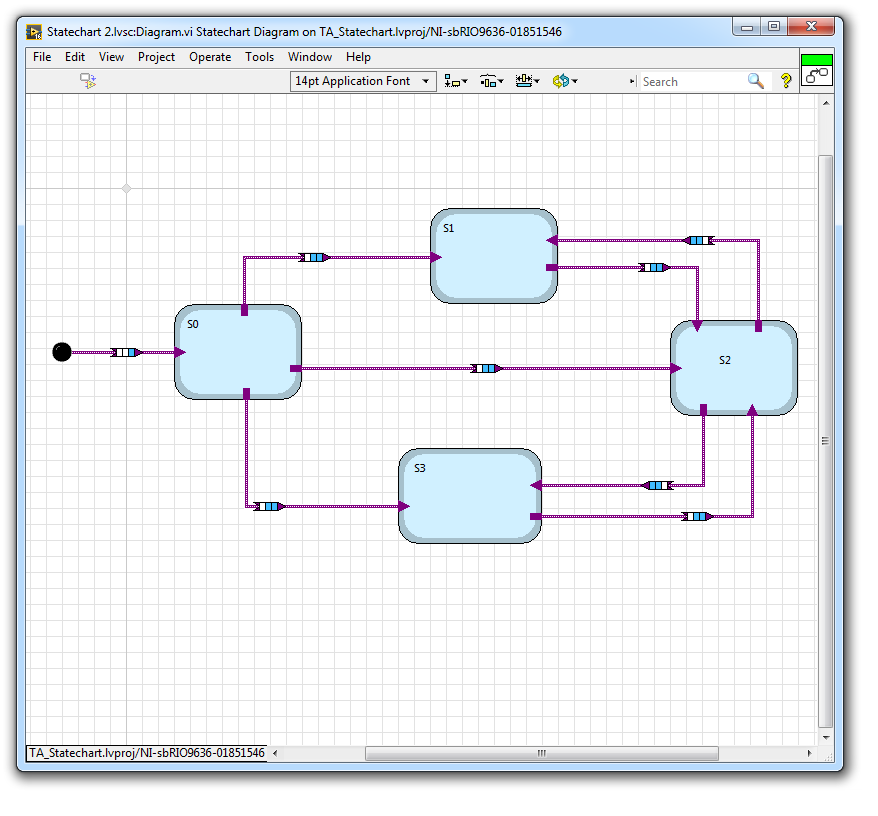 Statechart 2.lvsc:Diagram.vi Statechart Diagram on TA_Statechart.lvproj/NI-sbRIO9636-01851546
File Edit View Project Operate Tools Window Help
14pt Application Font Search ?
S1
S0
S2
S3
TA_Statechart.lvproj/NI-sbRIO9636-01851546